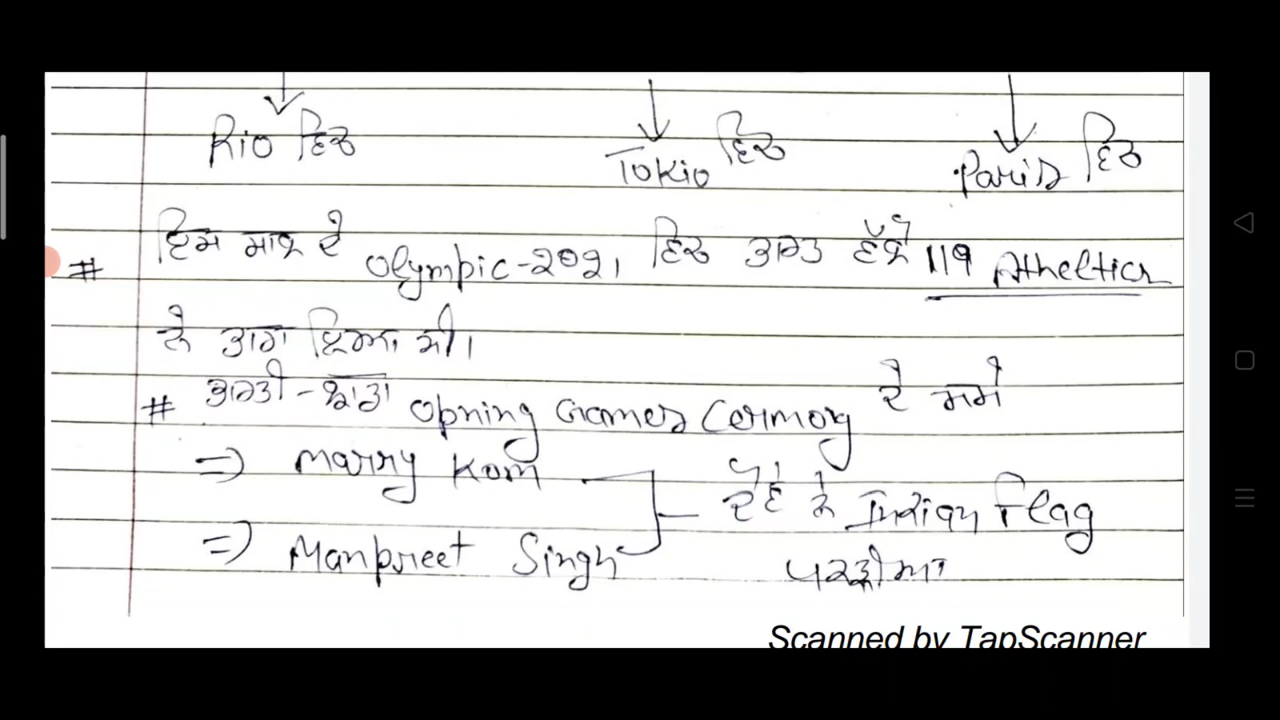 Rio ਵਿਚ Tokio ਵਿਚ Paris ਵਿਚ
# ਇਸ ਸਾਲ ਦੇ Olympic-2021 ਵਿਚ ਭਾਰਤ ਵੱਲੋਂ 119 Atheltics
ਨੇ ਭਾਗ ਲਿਆ ਸੀ।
# ਭਾਰਤੀ - Opning Games Cermony ਦੇ ਸਮੇਂ
=> Marry Kom
=> Manpreet Singh
ਦੋਵੇਂ ਨੇ Indian Flag
ਪਕੜੀਆ
Scanned by TapScanner